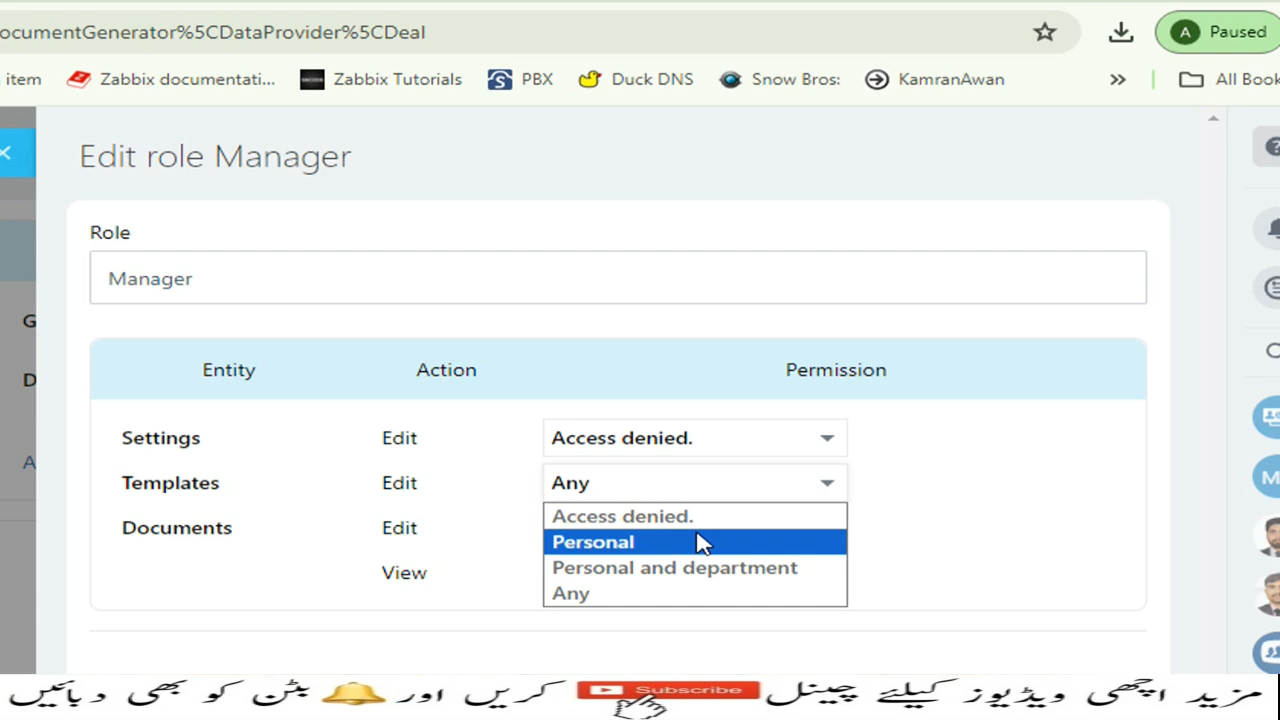 ocumentGenerator%5CDataProvider%5CDeal
A Paused
item Zabbix documentati... Zabbix Tutorials PBX Duck DNS Snow Bros: KamranAwan » All Book
Edit role Manager
Role
Manager
Entity Action Permission
Settings Edit Access denied.
Templates Edit Any
Access denied.
Documents Edit Personal
Personal and department
View
Any
G
D
A
M
مزید اچھی ویڈیوز کیلئے چینل Subscribe کریں اور بٹن کو بھی دبائیں